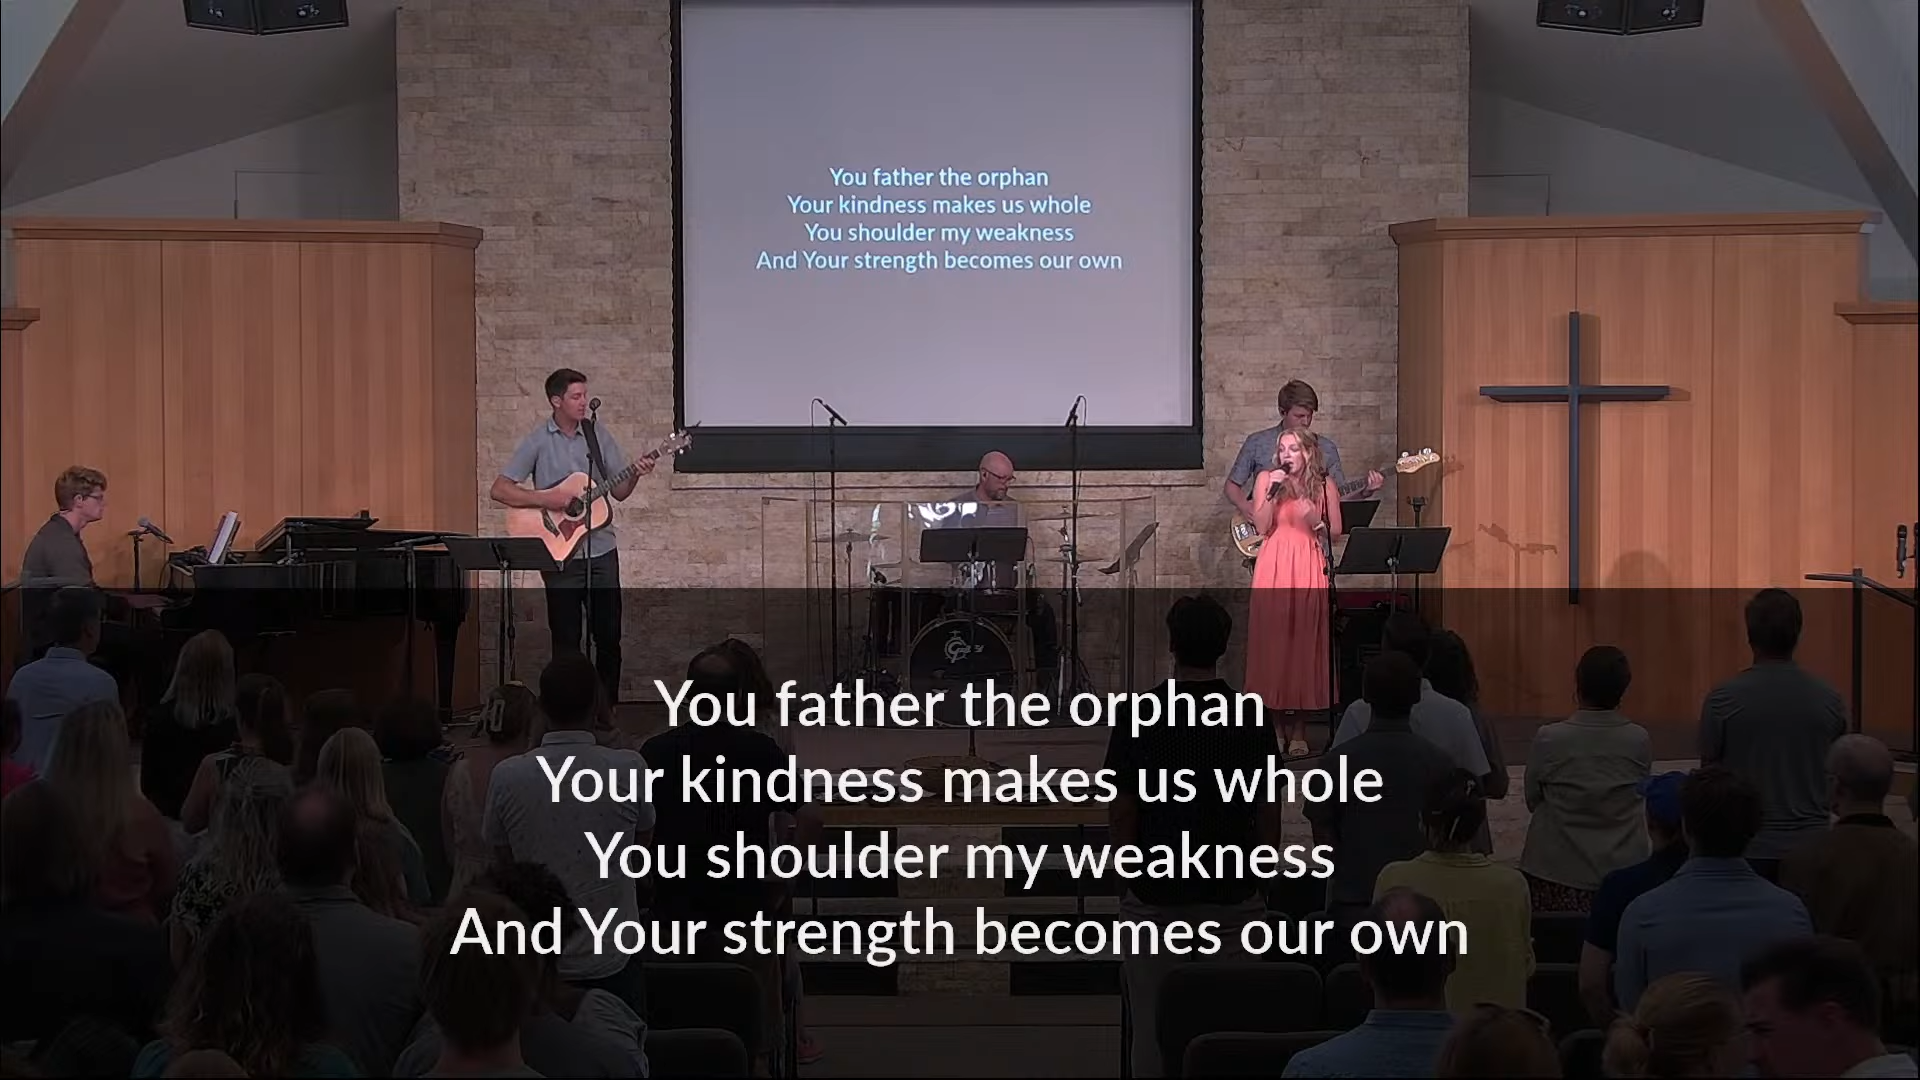 You father the orphan
Your kindness makes us whole
You shoulder my weakness
And Your strength becomes our own
You father the orphan
Your kindness makes us whole
You shoulder my weakness
And Your strength becomes our own